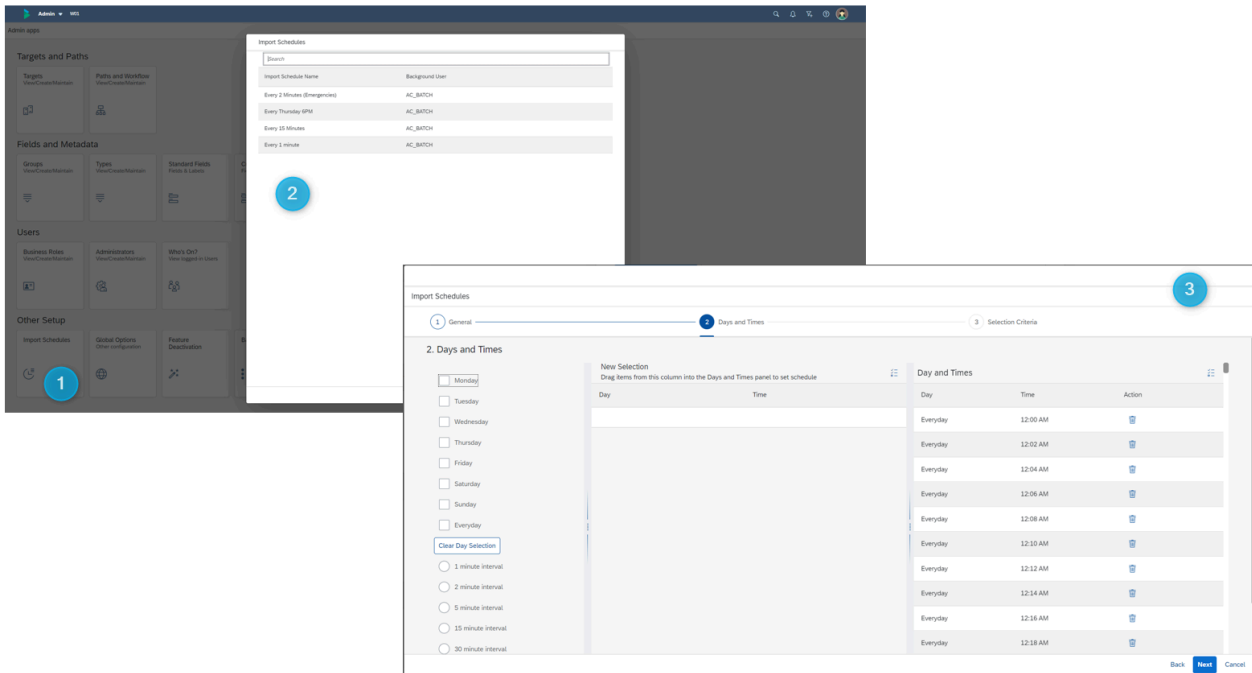 Admin W01
Admin apps
Targets and Paths
Targets
View/Create/Maintain
Paths and Workflow
View/Create/Maintain
Fields and Metadata
Groups
View/Create/Maintain
Types
View/Create/Maintain
Standard Fields
Fields & Labels
Users
Business Roles
View/Create/Maintain
Administrators
View/Create/Maintain
Who's On?
View logged-in Users
Other Setup
Import Schedules
Global Options
Other configuration
Feature
Deactivation
1
Import Schedules
Search
Import Schedule Name Background User
Every 2 Minutes (Emergencies) AC_BATCH
Every Thursday 6PM AC_BATCH
Every 15 Minutes AC_BATCH
Every 1 minute AC_BATCH
2
3
Import Schedules
1 General 2 Days and Times 3 Selection Criteria
2. Days and Times
Monday
Tuesday
Wednesday
Thursday
Friday
Saturday
Sunday
Everyday
Clear Day Selection
1 minute interval
2 minute interval
5 minute interval
15 minute interval
30 minute interval
New Selection
Drag items from this column into the Days and Times panel to set schedule
Day Time
Day and Times
Day Time Action
Everyday 12:00 AM
Everyday 12:02 AM
Everyday 12:04 AM
Everyday 12:06 AM
Everyday 12:08 AM
Everyday 12:10 AM
Everyday 12:12 AM
Everyday 12:14 AM
Everyday 12:16 AM
Everyday 12:18 AM
Back Next Cancel